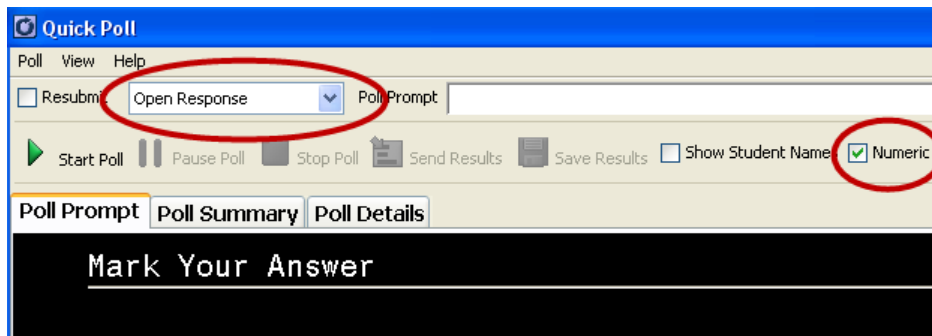 Quick Poll
Poll View Help
Resubmit Open Response Poll Prompt
Start Poll Pause Poll Stop Poll Send Results Save Results Show Student Names Numeric
Poll Prompt Poll Summary Poll Details
Mark Your Answer